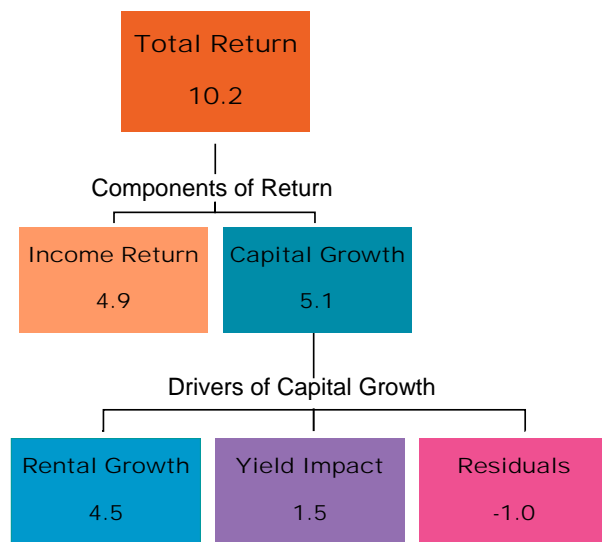 Total Return
10.2
Components of Return
Income Return
4.9
Capital Growth
5.1
Drivers of Capital Growth
Rental Growth
4.5
Yield Impact
1.5
Residuals
-1.0